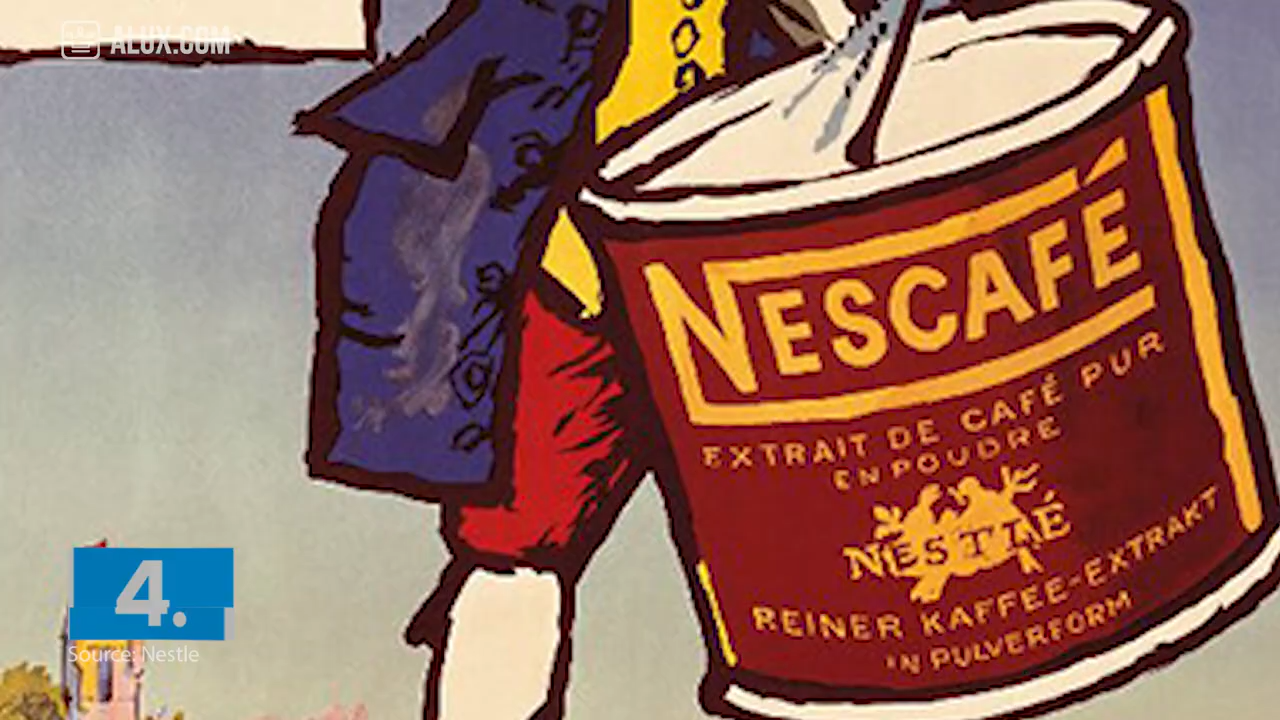 ALUX.COM
NESCAFÉ
EXTRAIT DE CAFÉ PUR
EN POUDRE
NESTLÉ
REINER KAFFEE-EXTRAKT
IN PULVERFORM
4.
Source: Nestle